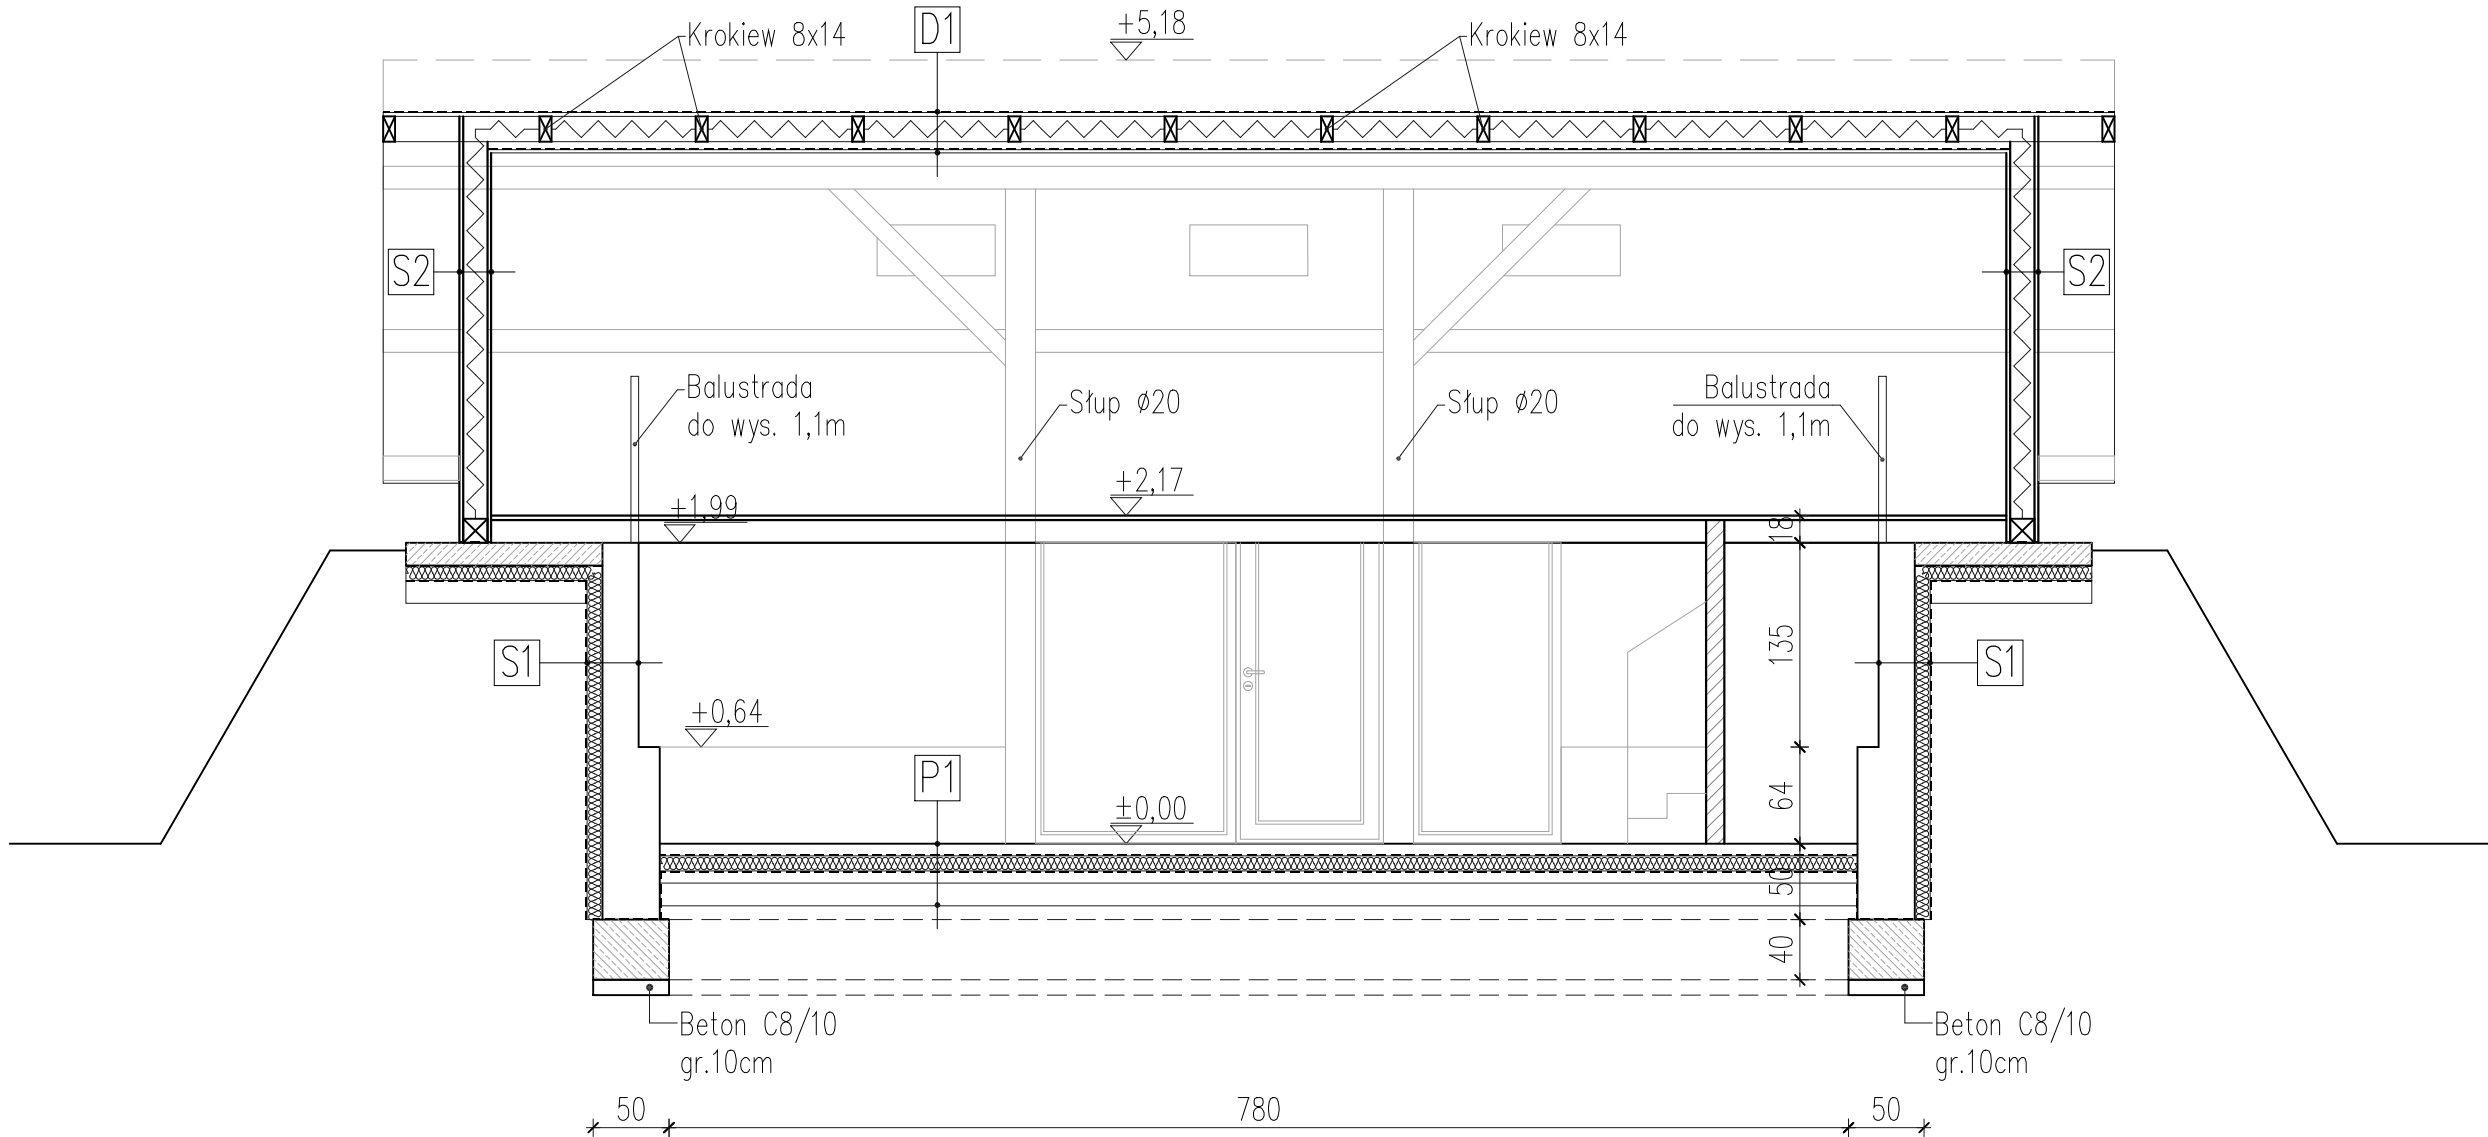 Krokiew 8x14
D1
+5,18
Krokiew 8x14
S2
S2
Balustrada
do wys. 1,1m
Słup ø20
Słup ø20
Balustrada
do wys. 1,1m
+2,17
+1,99
18
135
S1
S1
+0,64
P1
±0,00
64
50
40
Beton C8/10
gr.10cm
Beton C8/10
gr.10cm
50
780
50